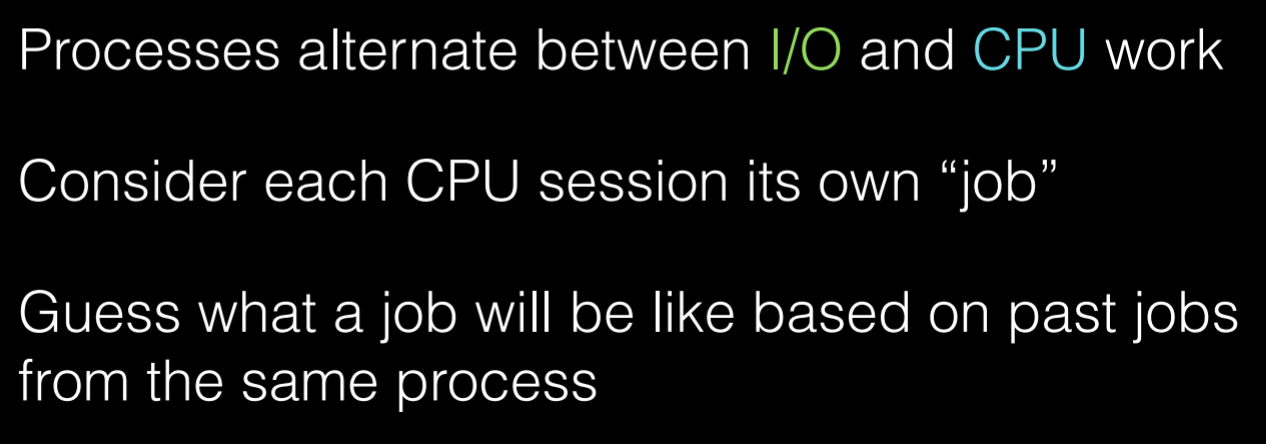 Processes alternate between I/O and CPU work
Consider each CPU session its own “job”
Guess what a job will be like based on past jobs
from the same process